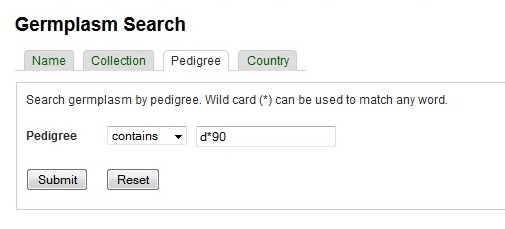 Germplasm Search
Name Collection Pedigree Country
Search germplasm by pedigree. Wild card (*) can be used to match any word.
Pedigree contains d*90
Submit Reset